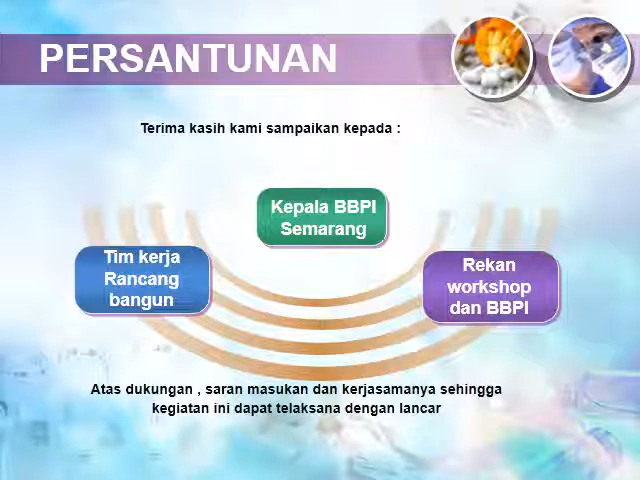 PERSANTUNAN
Terima kasih kami sampaikan kepada :
Kepala BBPI
Semarang
Tim kerja
Rancang
bangun
Rekan
workshop
dan BBPI
Atas dukungan , saran masukan dan kerjasamanya sehingga
kegiatan ini dapat telaksana dengan lancar